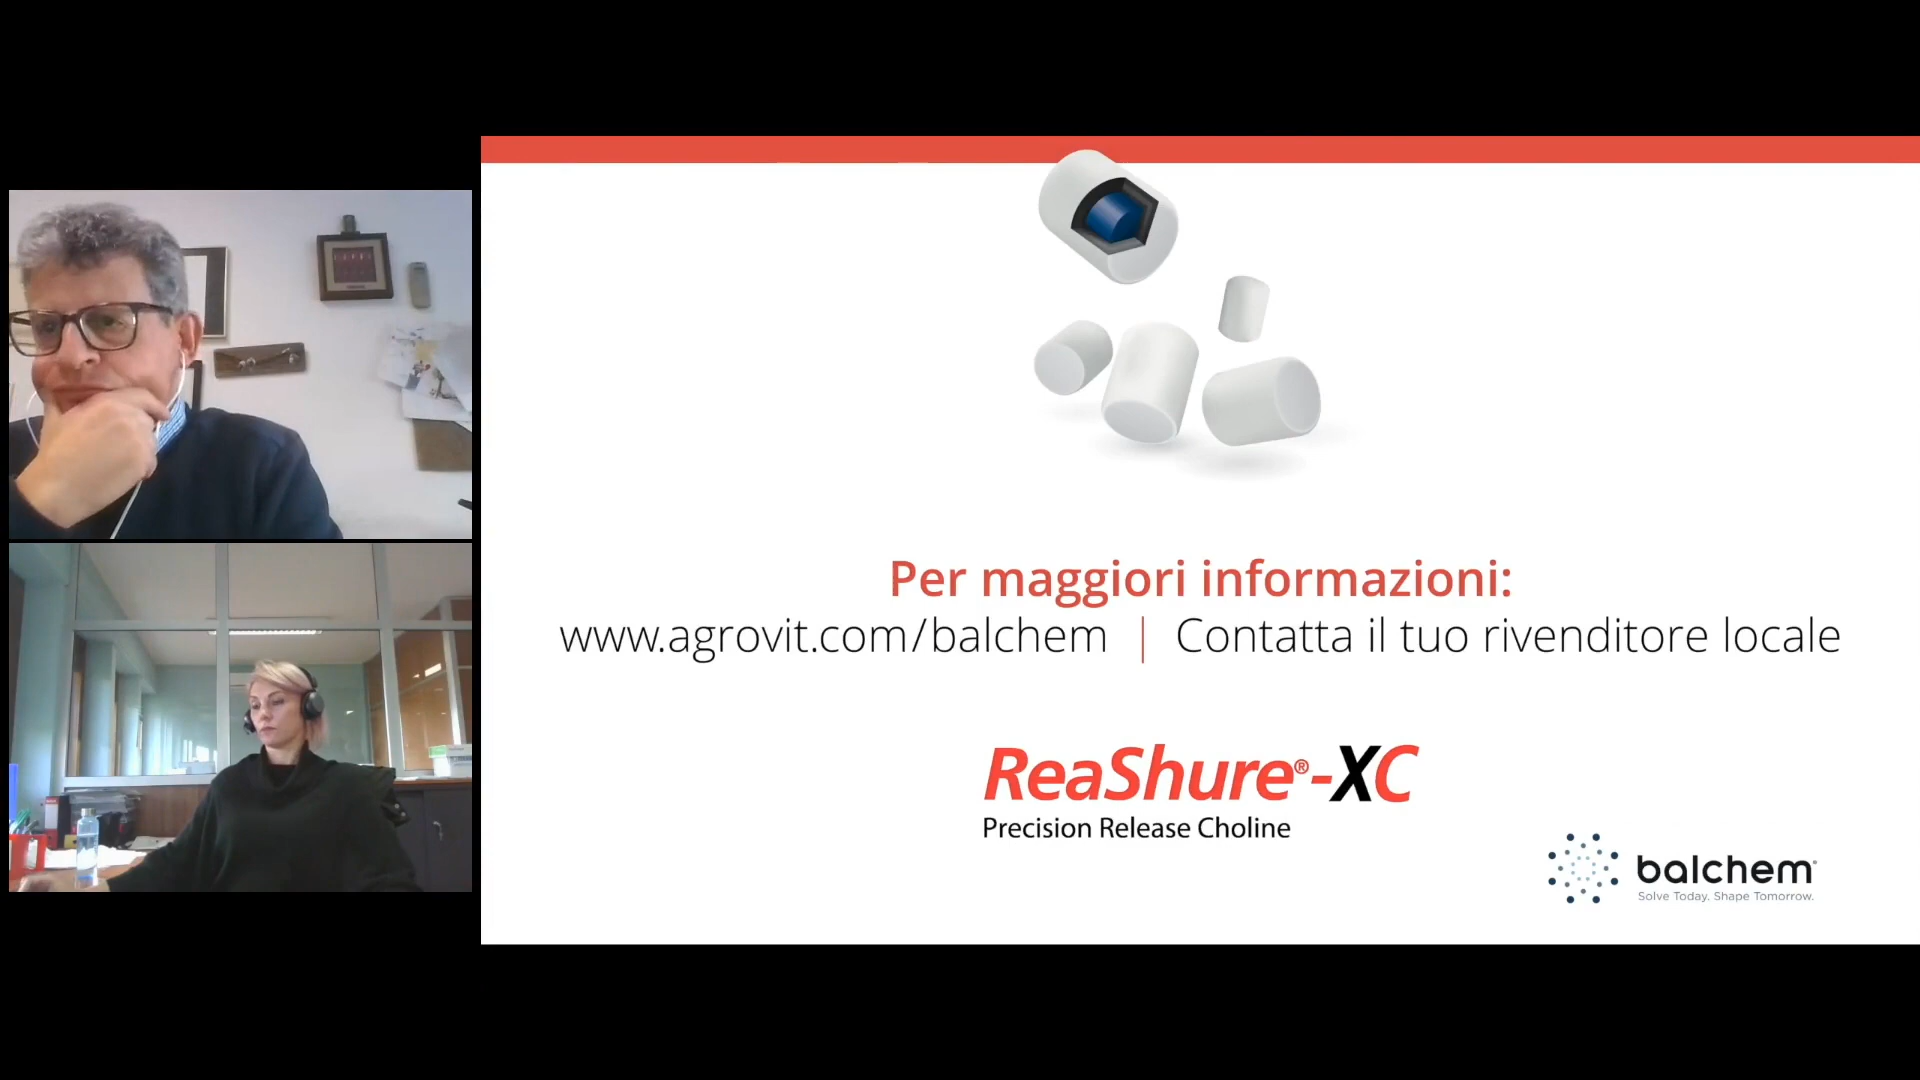 Per maggiori informazioni:
www.agrovit.com/balchem | Contatta il tuo rivenditore locale
ReaShure®-XC
Precision Release Choline
balchem
Solve Today, Shape Tomorrow.